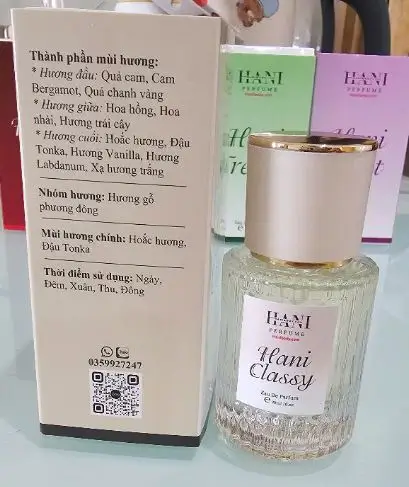 Thành phần mùi hương:
* Hương đầu: Quả cam, Cam
Bergamot, Quả chanh vàng
* Hương giữa: Hoa hồng, Hoa
nhài, Hương trái cây
* Hương cuối: Hoắc hương, Đậu
Tonka, Hương Vanilla, Hương
Labdanum, Xạ hương trắng
Nhóm hương: Hương gỗ
phương đông
Mùi hương chính: Hoắc hương,
Đậu Tonka
Thời điểm sử dụng: Ngày,
Đêm, Xuân, Thu, Đông
0359927247
HANI
PERFUME
Hani
HANI
PERFUME
HANI
PERFUME
Hani
Classy
Eau De Parfum